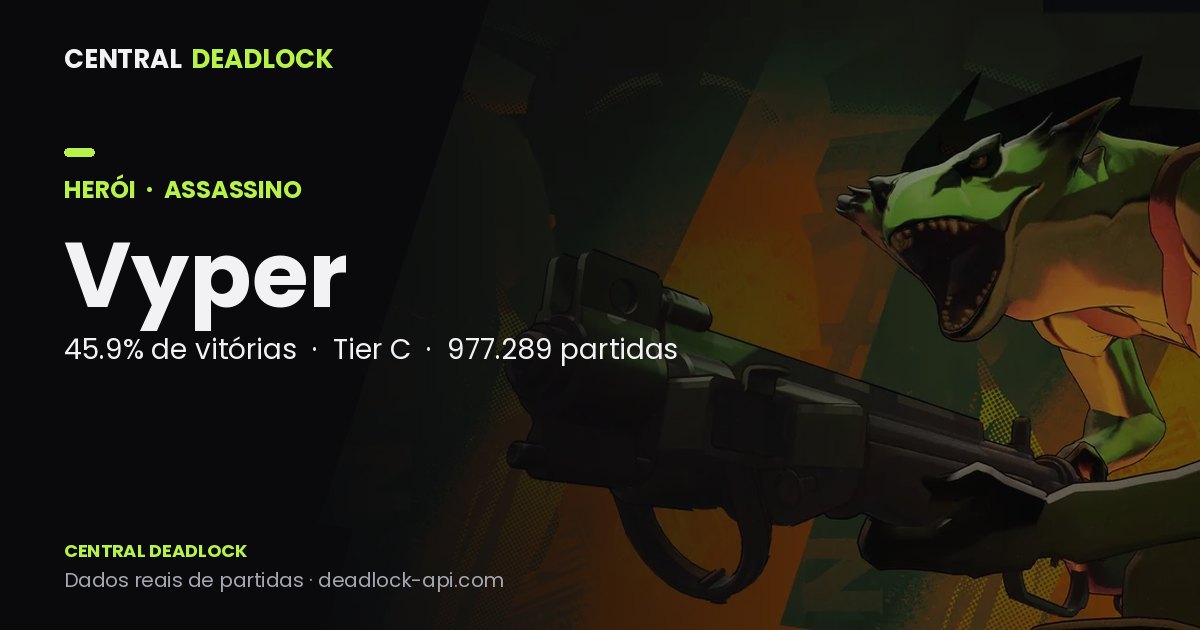 CENTRAL DEADLOCK
HERÓI · ASSASSINO
Vyper
45.9% de vitórias · Tier C · 977.289 partidas
CENTRAL DEADLOCK
Dados reais de partidas · deadlock-api.com